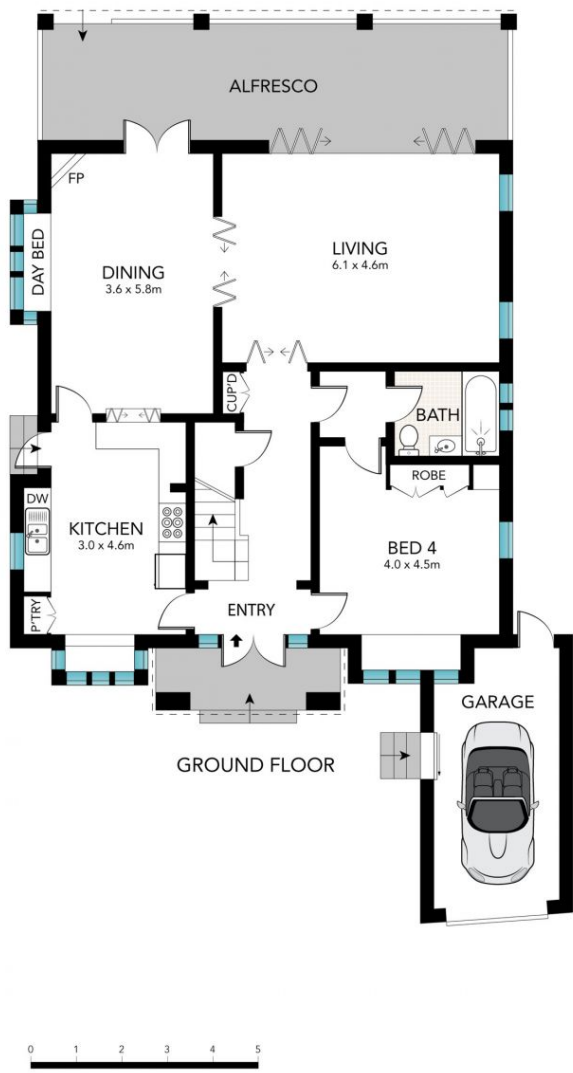 ALFRESCO
FP
DAY BED
DINING
3.6 x 5.8m
LIVING
6.1 x 4.6m
CUP'D
BATH
ROBE
DW
KITCHEN
3.0 x 4.6m
BED 4
4.0 x 4.5m
P'TRY
ENTRY
GARAGE
GROUND FLOOR
0 1 2 3 4 5